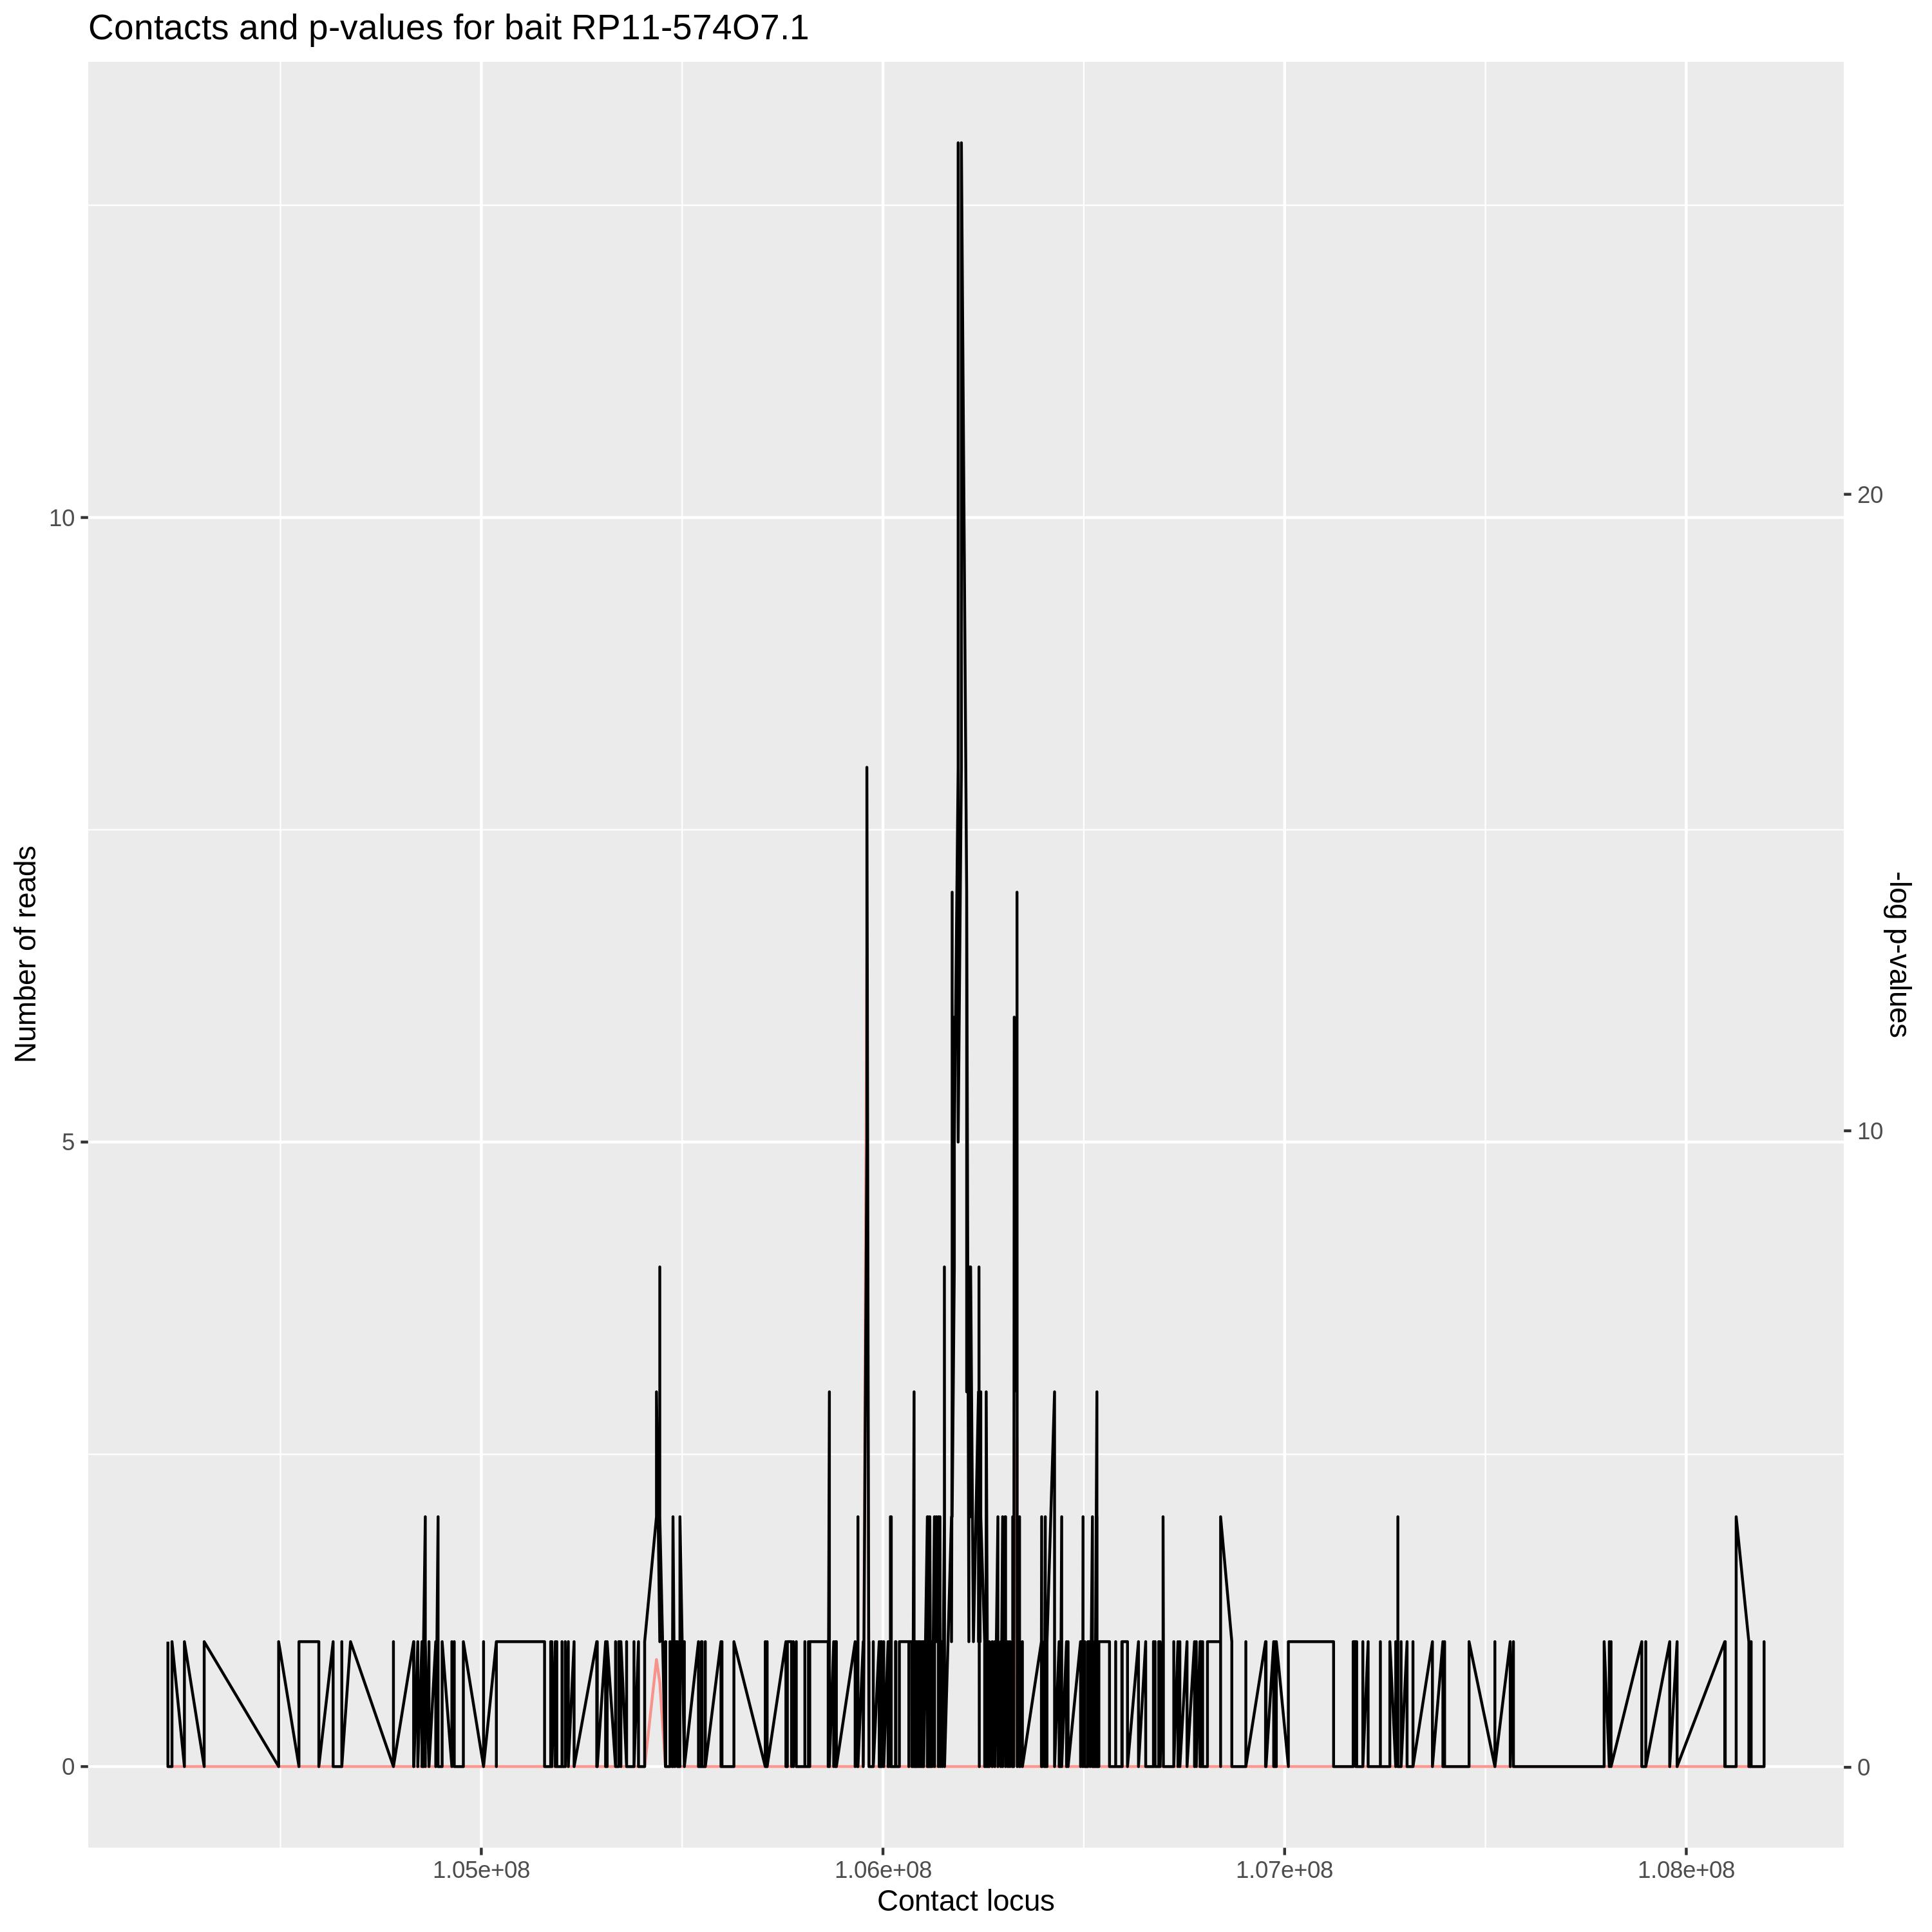 Contacts and p-values for bait RP11-574O7.1
Number of reads
10
5
0
20
10
0
-log p-values
1.05e+08 1.06e+08 1.07e+08 1.08e+08
Contact locus